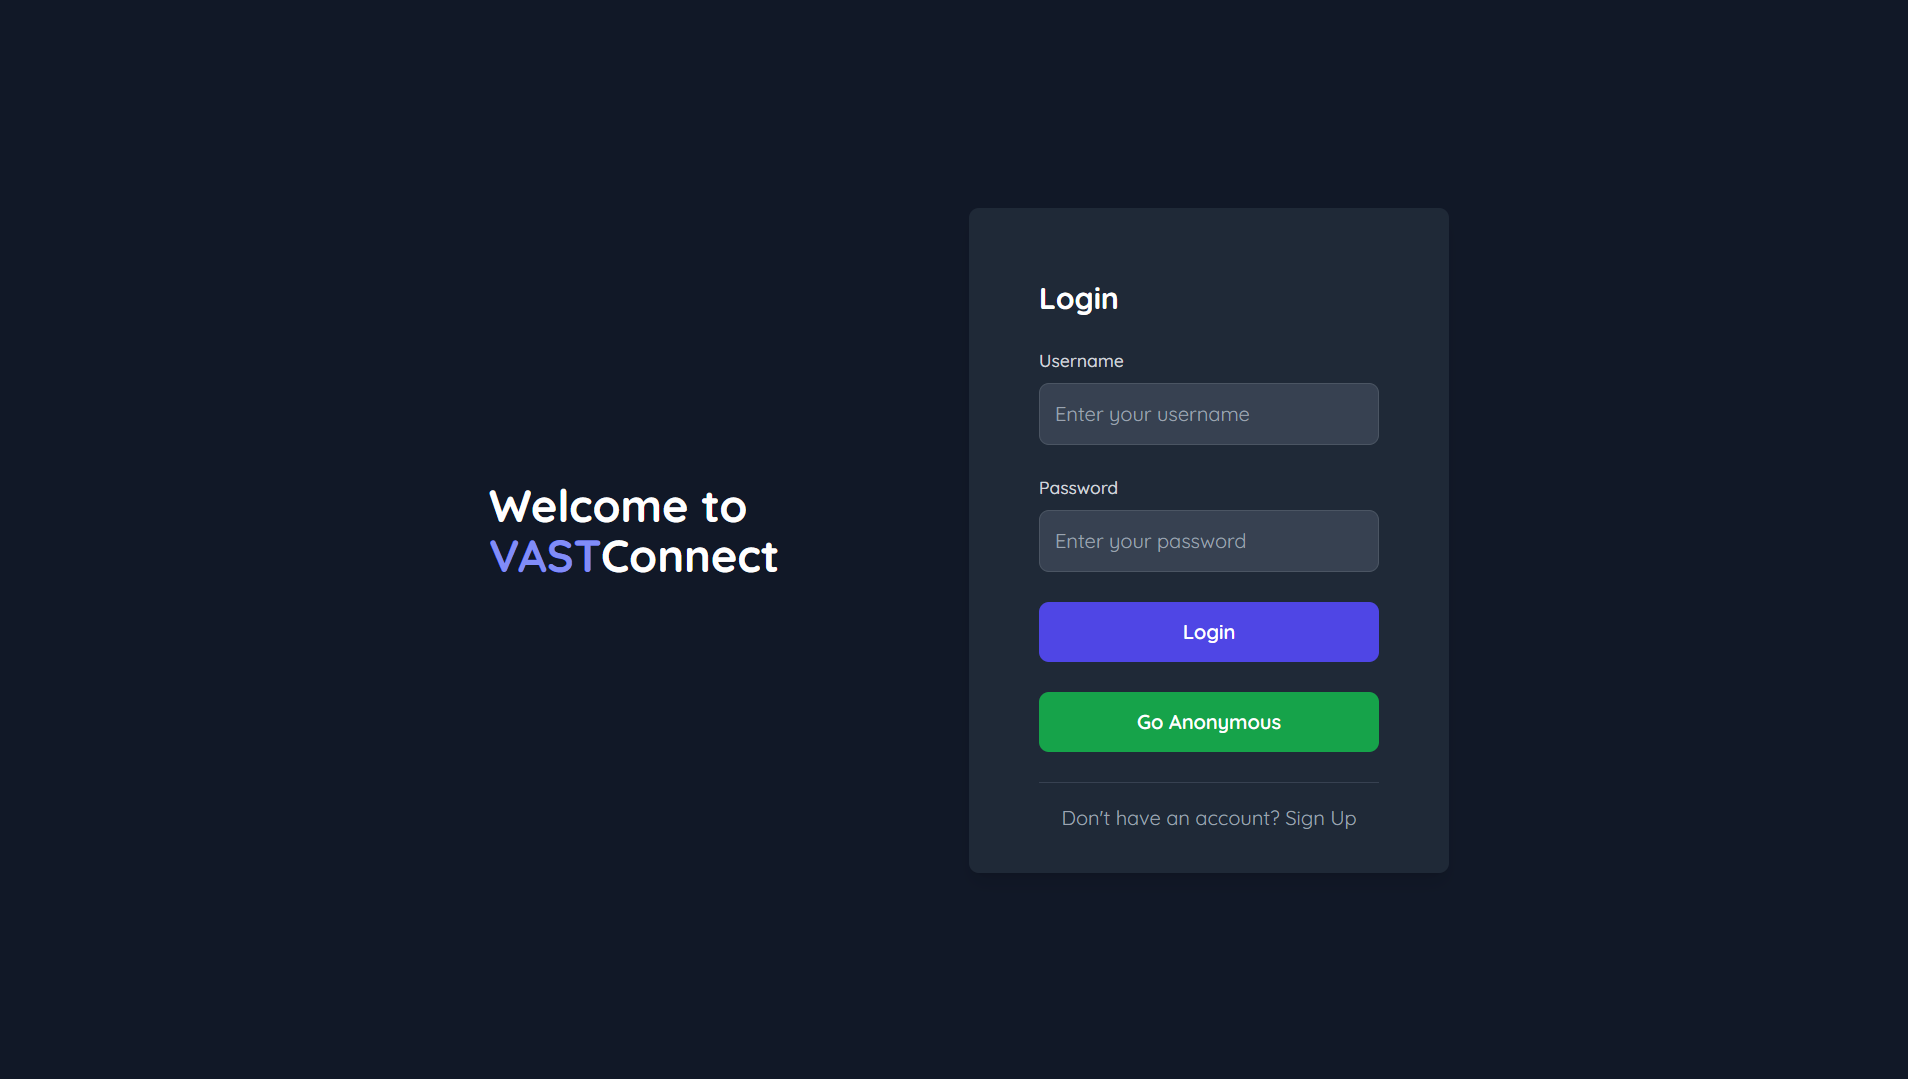 Welcome to
VASTConnect
Login
Username
Enter your username
Password
Enter your password
Login
Go Anonymous
Don't have an account? Sign Up